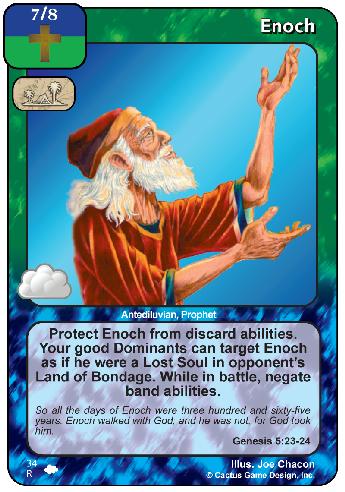 7/8
Enoch
Antediluvian, Prophet
Protect Enoch from discard abilities.
Your good Dominants can target Enoch
as if he were a Lost Soul in opponent's
Land of Bondage. While in battle, negate
band abilities.
So all the days of Enoch were three hundred and sixty-five
years. Enoch walked with God, and he was not, for God took
him.
Genesis 5:23-24
34
R
Illus. Joe Chacon
© Cactus Game Design, Inc.